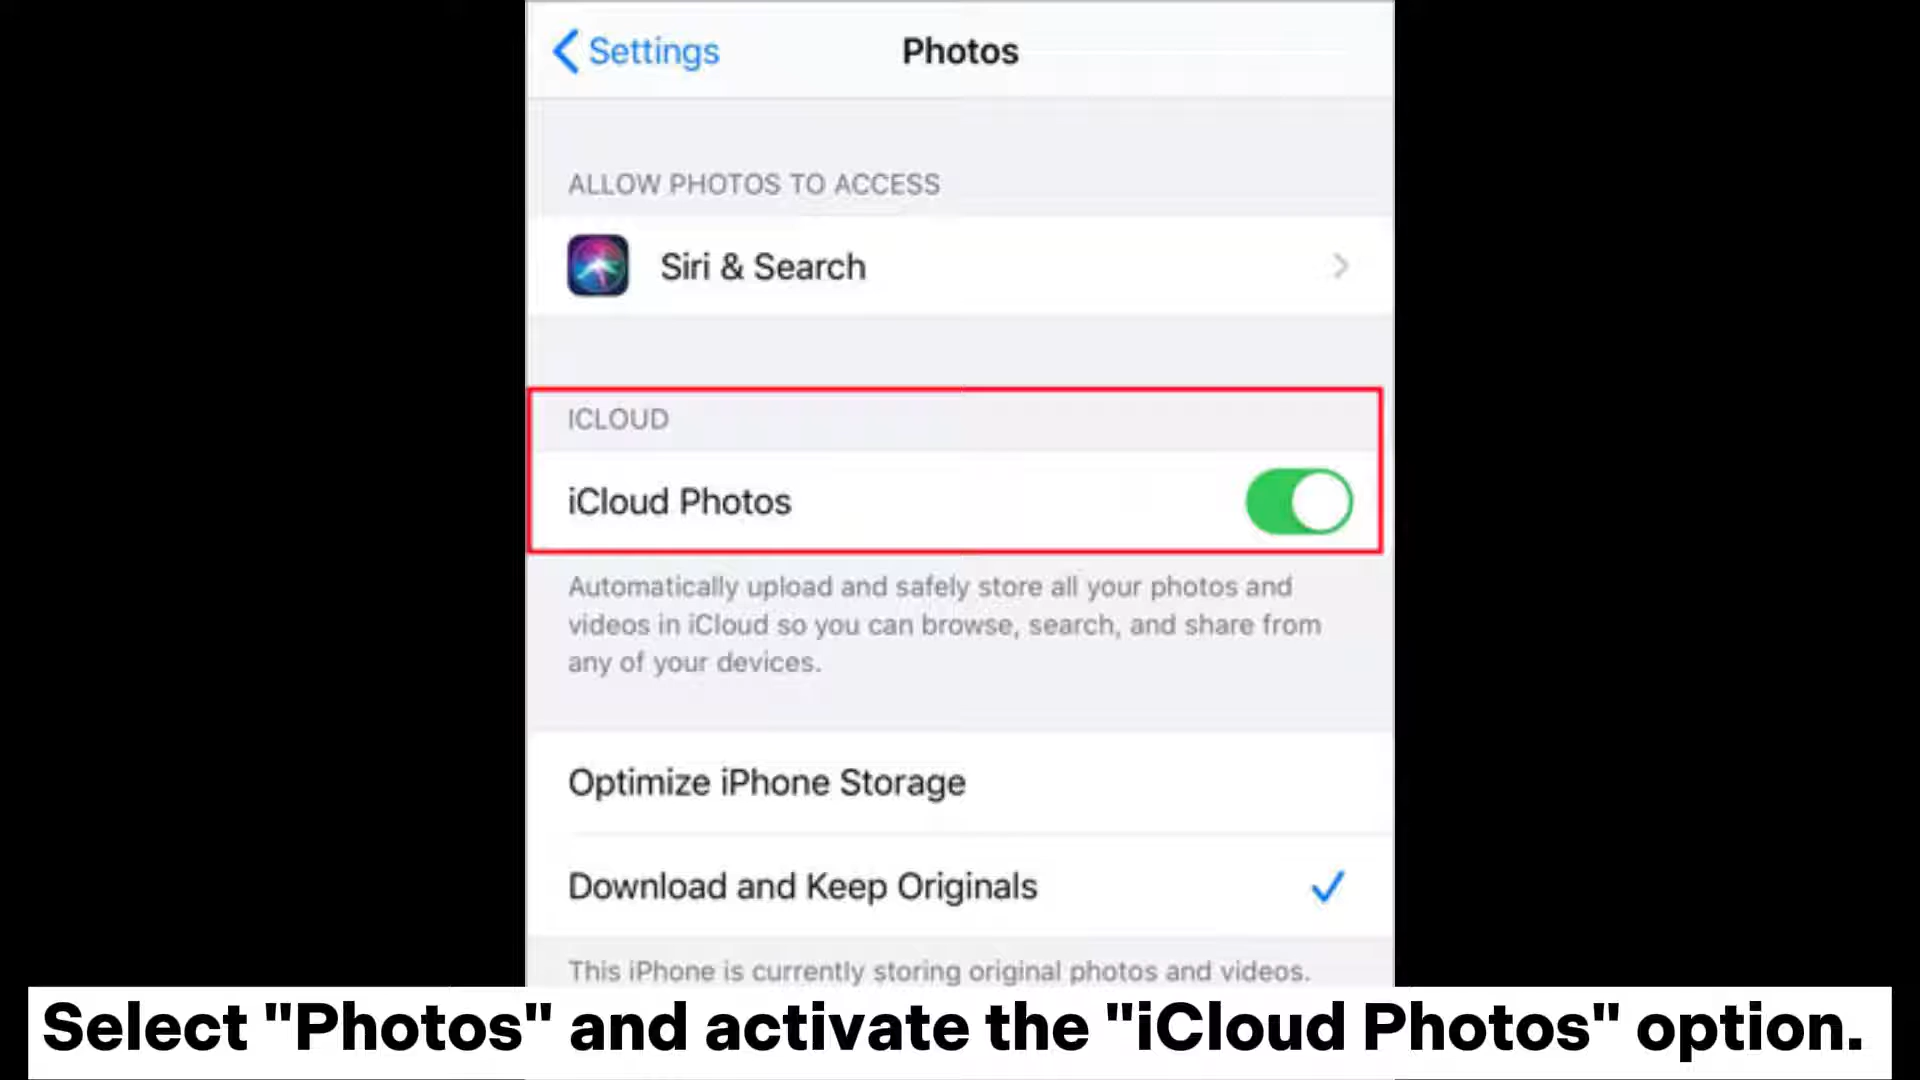 Settings
Photos
ALLOW PHOTOS TO ACCESS
Siri & Search
ICLOUD
iCloud Photos
Automatically upload and safely store all your photos and
videos in iCloud so you can browse, search, and share from
any of your devices.
Optimize iPhone Storage
Download and Keep Originals
This iPhone is currently storing original photos and videos.
Select "Photos" and activate the "iCloud Photos" option.